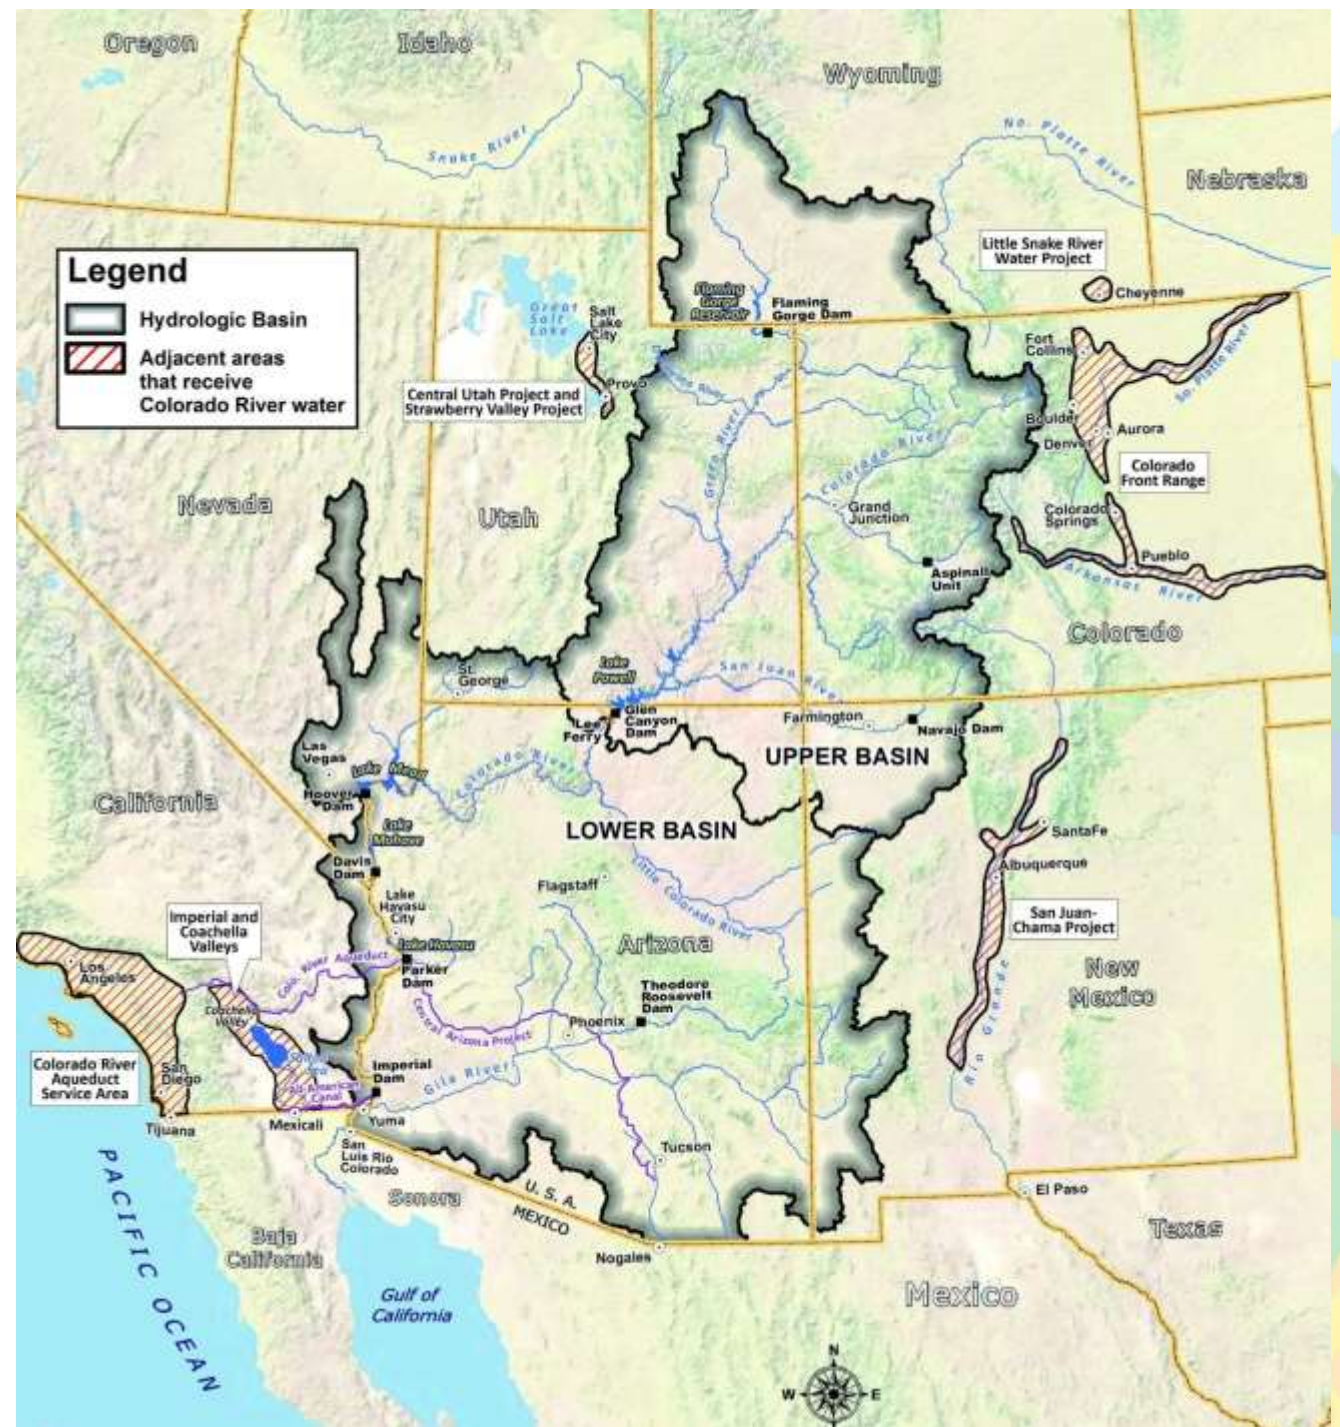 Oregon
Idaho
Wyoming
Snake River
No. Platte River
Nebraska
Legend
Hydrologic Basin
Adjacent areas
that receive
Colorado River water
Little Snake River
Water Project
Cheyenne
Great
Salt
Lake
Salt
Lake
City
Flaming
Gorge
Reservoir
Flaming
Gorge Dam
Fort
Collins
So. Platte River
Provo
Central Utah Project and
Strawberry Valley Project
Green River
Colorado River
Boulder
Denver
Aurora
Colorado
Front Range
Nevada
Utah
Grand
Junction
Colorado
Springs
Pueblo
Aspinall
Unit
Arkansas River
Colorado
St.
George
Lake
Powell
San Juan River
Glen
Canyon
Dam
Lee
Ferry
Farmington
Navajo Dam
UPPER BASIN
Las
Vegas
Lake Mead
Colorado River
Hoover
Dam
California
Lake
Mohave
LOWER BASIN
SantaFe
Davis
Dam
Albuquerque
Flagstaff
Little Colorado River
Lake
Havasu
City
Imperial and
Coachella
Valleys
San Juan-
Chama Project
Lake Havasu
Arizona
Los
Angeles
Colo. River Aqueduct
Parker
Dam
New
Mexico
Theodore
Roosevelt
Dam
Coachella
Valley
Central Arizona Project
Phoenix
Rio Grande
Colorado River
Aqueduct
Service Area
San
Diego
Salton
Sea
Imperial
Dam
Gila River
All-American
Canal
Tijuana
Mexicali
Yuma
San
Luis Rio
Colorado
Tucson
Sonora
U. S. A.
MEXICO
El Paso
PACIFIC OCEAN
Baja
California
Nogales
Texas
Gulf of
California
Mexico
N
W
E